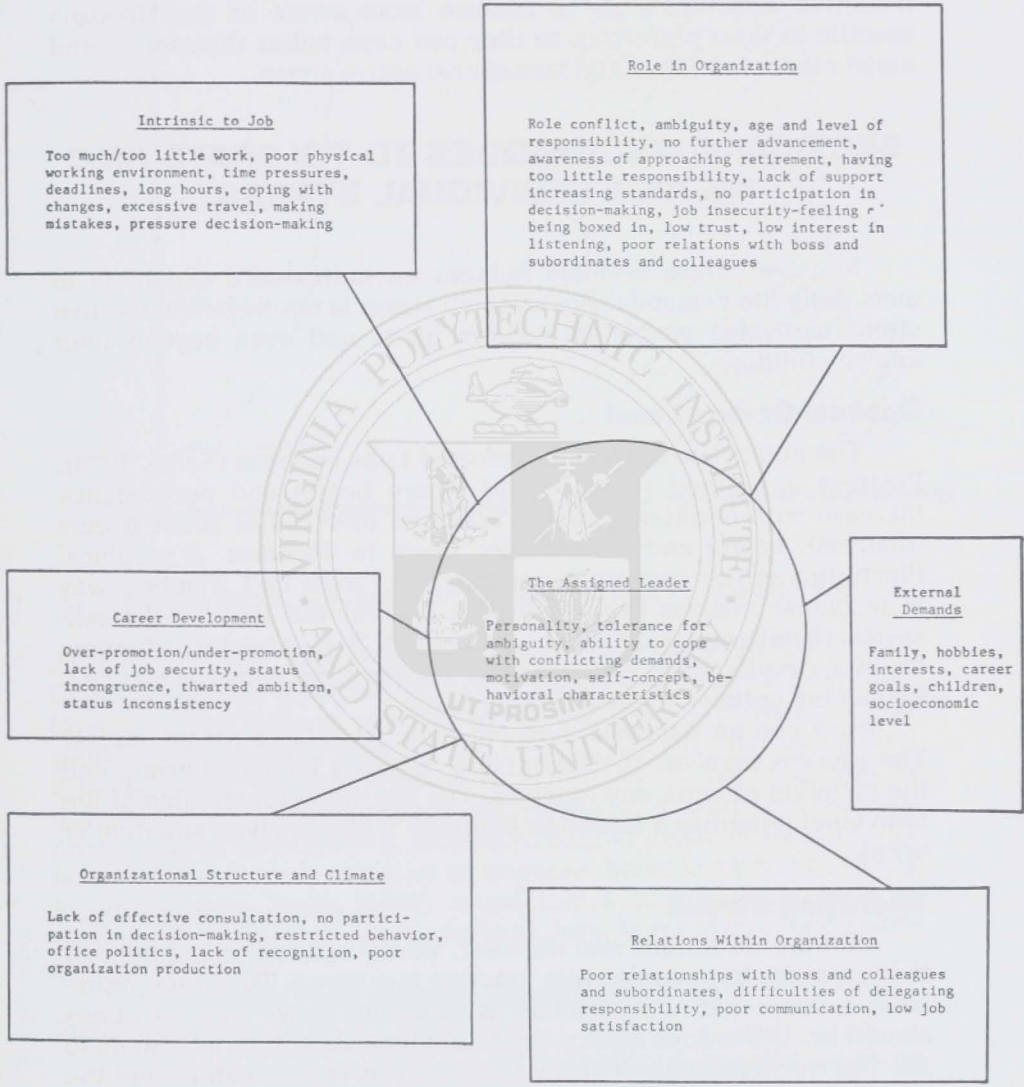 Role in Organization
Role conflict, ambiguity, age and level of
responsibility, no further advancement,
awareness of approaching retirement, having
too little responsibility, lack of support
increasing standards, no participation in
decision-making, job insecurity-feeling
being boxed in, low trust, low interest in
listening, poor relations with boss and
subordinates and colleagues
Intrinsic to Job
Too much/too little work, poor physical
working environment, time pressures,
deadlines, long hours, coping with
changes, excessive travel, making
mistakes, pressure decision-making
VIRGINIA POLYTECHNIC INSTITUTE
AND STATE UNIVERSITY
UT PROSIM
The Assigned Leader
Personality, tolerance for
ambiguity, ability to cope
with conflicting demands,
motivation, self-concept, be-
havioral characteristics
External
Demands
Family, hobbies,
interests, career
goals, children,
socioeconomic
level
Career Development
Over-promotion/under-promotion,
lack of job security, status
incongruence, thwarted ambition,
status inconsistency
Organizational Structure and Climate
Lack of effective consultation, no partici-
pation in decision-making, restricted behavior,
office politics, lack of recognition, poor
organization production
Relations Within Organization
Poor relationships with boss and colleagues
and subordinates, difficulties of delegating
responsibility, poor communication, low job
satisfaction